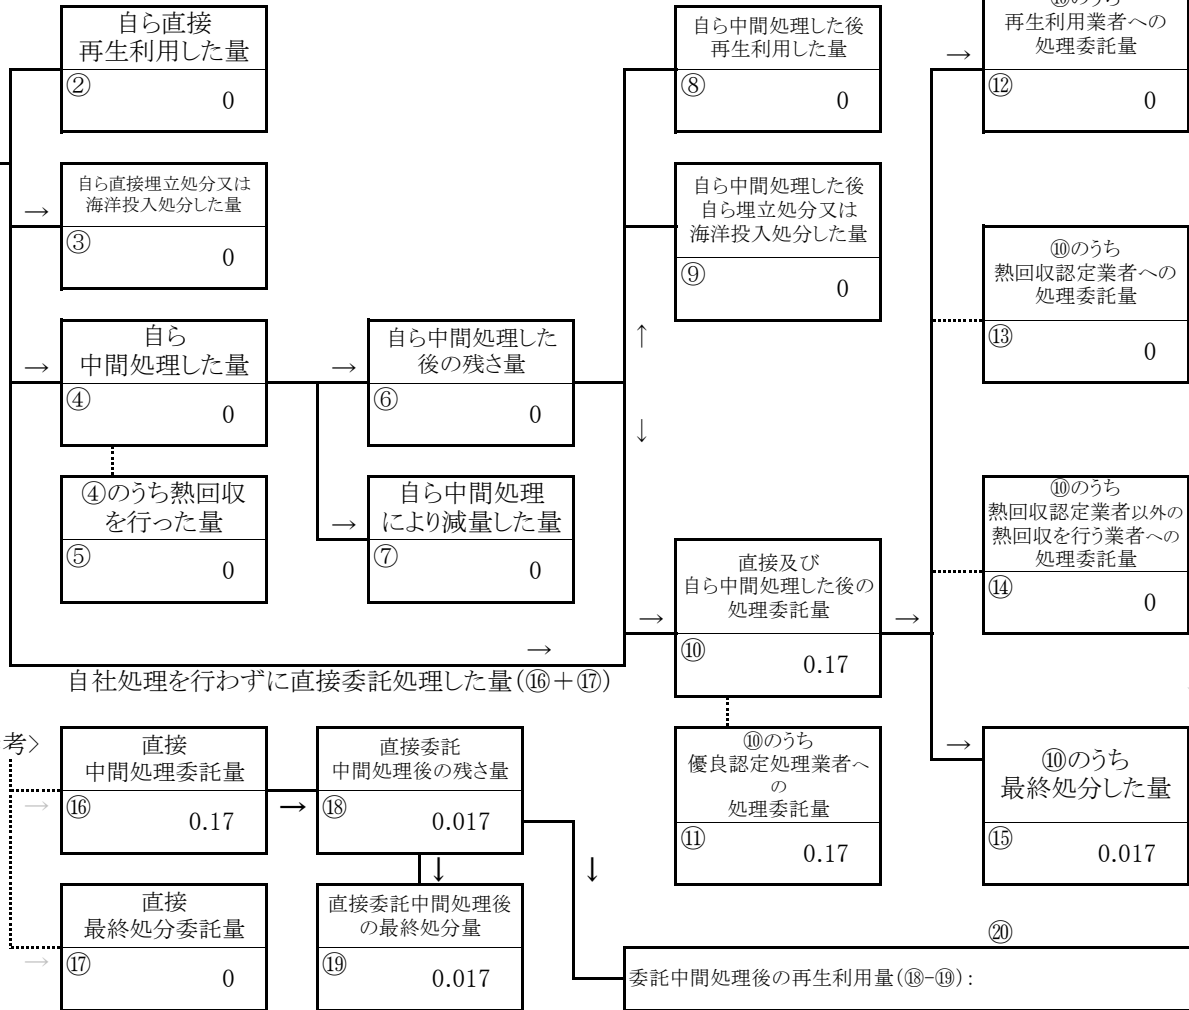 自ら直接
再生利用した量
②
0
自ら中間処理した後
再生利用した量
⑧
0
⑩のうち
再生利用業者への
処理委託量
→
⑫
0
自ら直接埋立処分又は
海洋投入処分した量
→
③
0
自ら中間処理した後
自ら埋立処分又は
海洋投入処分した量
⑨
0
⑩のうち
熱回収認定業者への
処理委託量
⑬
0
自ら
中間処理した量
→
④
0
→
自ら中間処理した
後の残さ量
⑥
0
↑
↓
④のうち熱回収
を行った量
⑤
0
自ら中間処理
により減量した量
→
⑦
0
⑩のうち
熱回収認定業者以外の
熱回収を行う業者への
処理委託量
⑭
0
直接及び
自ら中間処理した後の
処理委託量
→
→
⑩
0.17
→
自社処理を行わずに直接委託処理した量(⑯+⑰)
考>
直接
中間処理委託量
→
⑯
0.17
→
直接委託
中間処理後の残さ量
⑱
0.017
⑩のうち
優良認定処理業者へ
の
処理委託量
⑪
0.17
→
⑩のうち
最終処分した量
⑮
0.017
↓
↓
直接
最終処分委託量
→
⑰
0
直接委託中間処理後
の最終処分量
⑲
0.017
⑳
委託中間処理後の再生利用量(⑱-⑲):